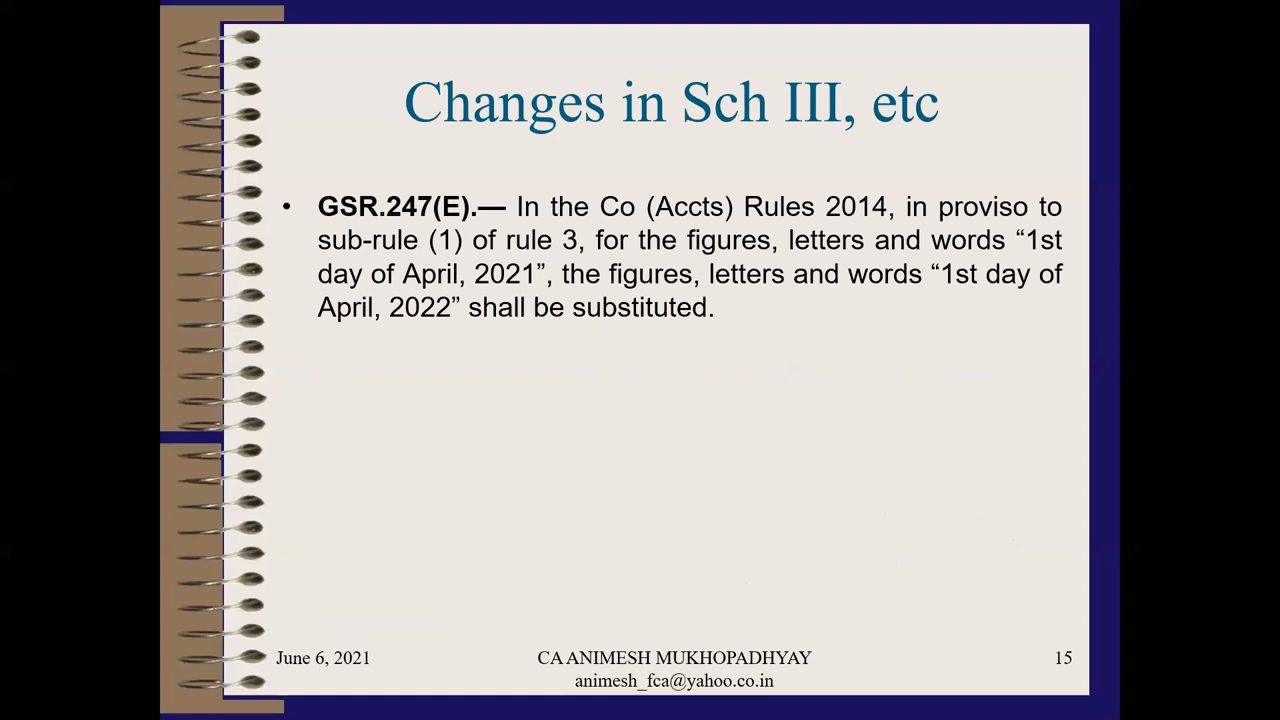 Changes in Sch III, etc
• GSR.247(E).— In the Co (Accts) Rules 2014, in proviso to
sub-rule (1) of rule 3, for the figures, letters and words “1st
day of April, 2021”, the figures, letters and words “1st day of
April, 2022” shall be substituted.
June 6, 2021
CA ANIMESH MUKHOPADHYAY
animesh_fca@yahoo.co.in
15